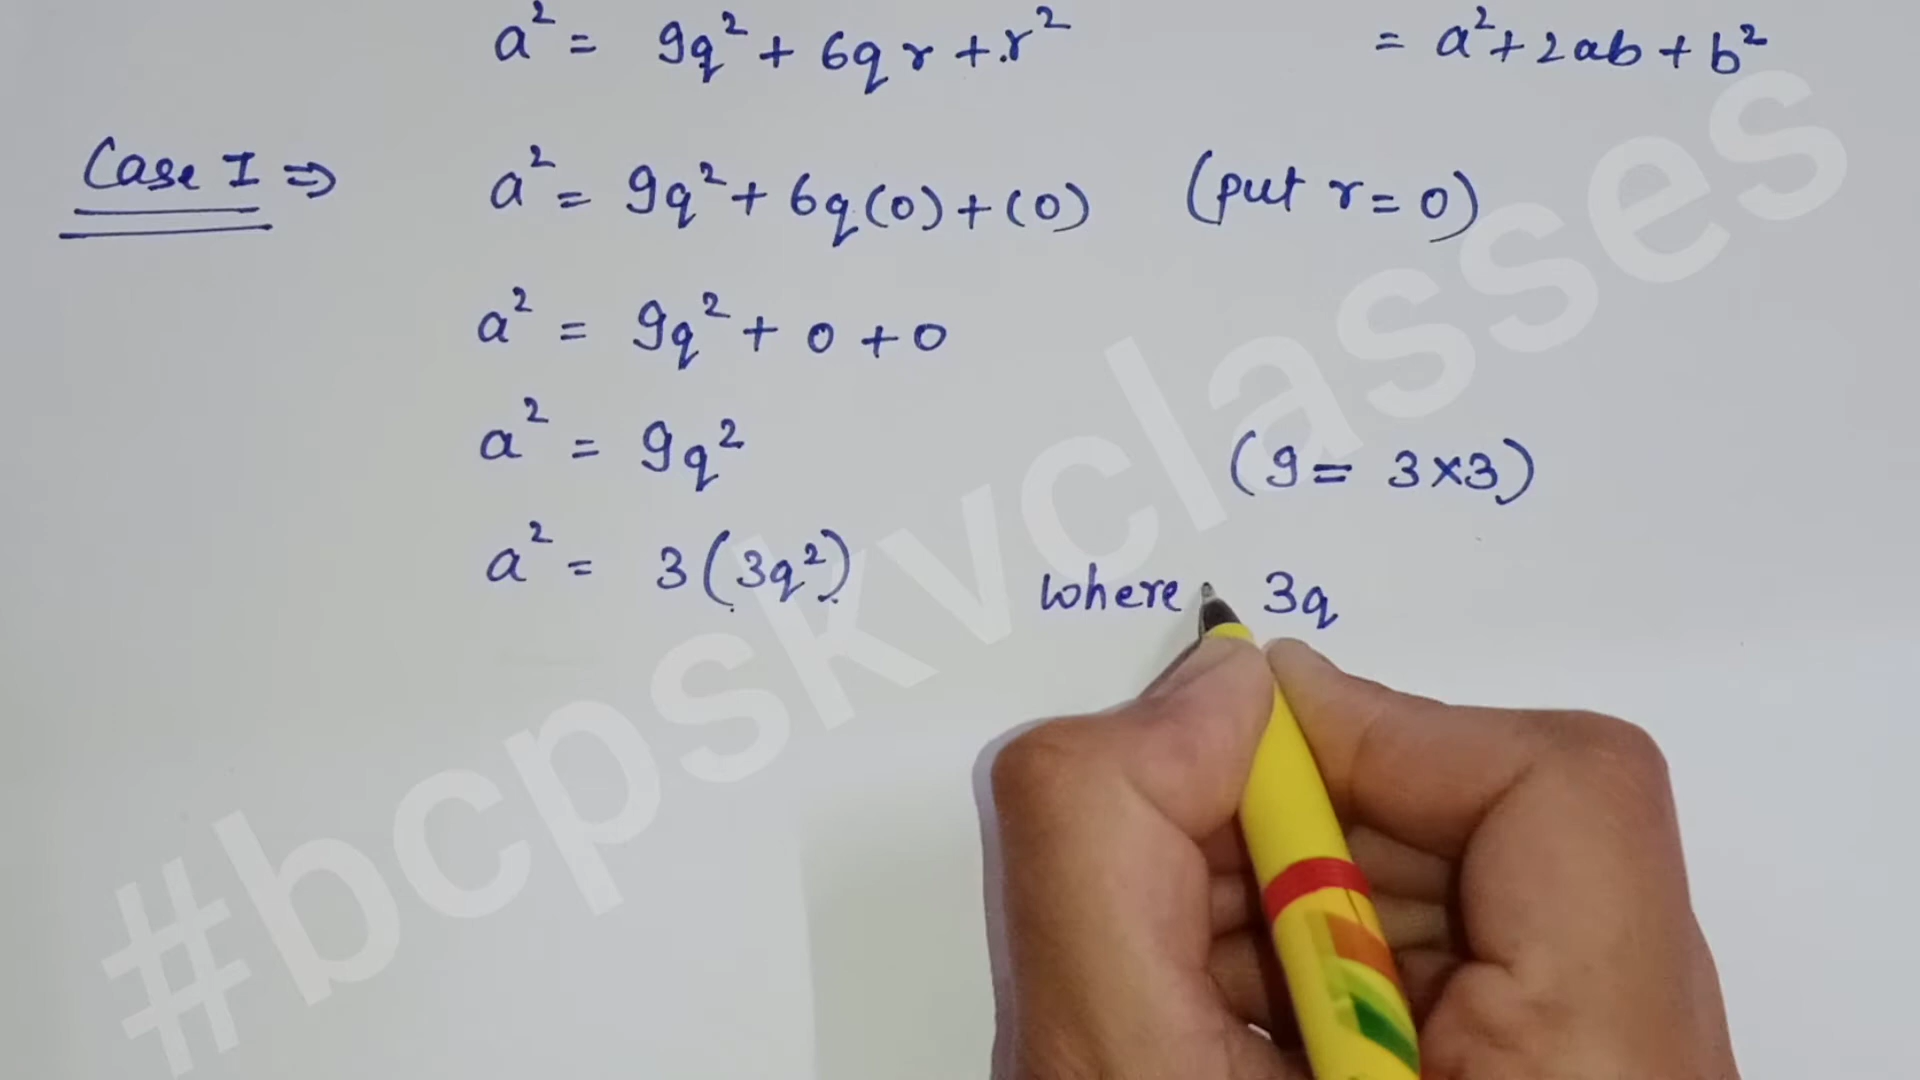 a² = 9q² + 6qr + r² = a² + 2ab + b²
Case I ⇒ a² = 9q² + 6q(0) + (0) (put r = 0)
a² = 9q² + 0 + 0
a² = 9q² (9 = 3×3)
a² = 3(3q²) where 3q
#bcpskvclasses